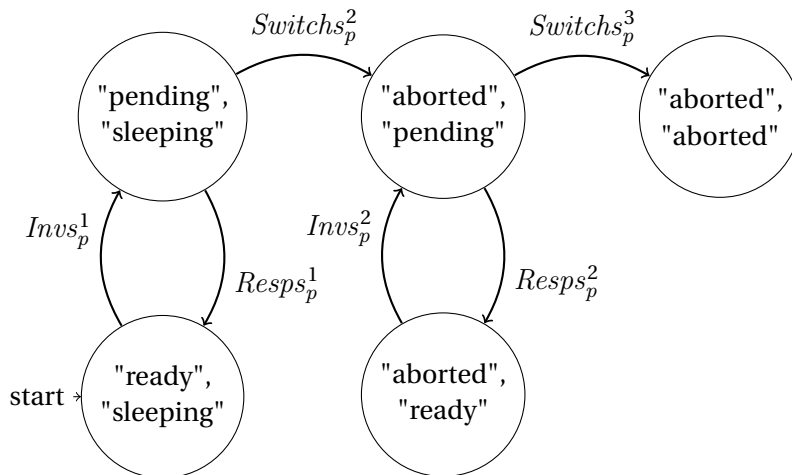 Switchs_p^2
Switchs_p^3
"pending",
"sleeping"
"aborted",
"pending"
"aborted",
"aborted"
Invs_p^1
Resps_p^1
Invs_p^2
Resps_p^2
start
"ready",
"sleeping"
"aborted",
"ready"